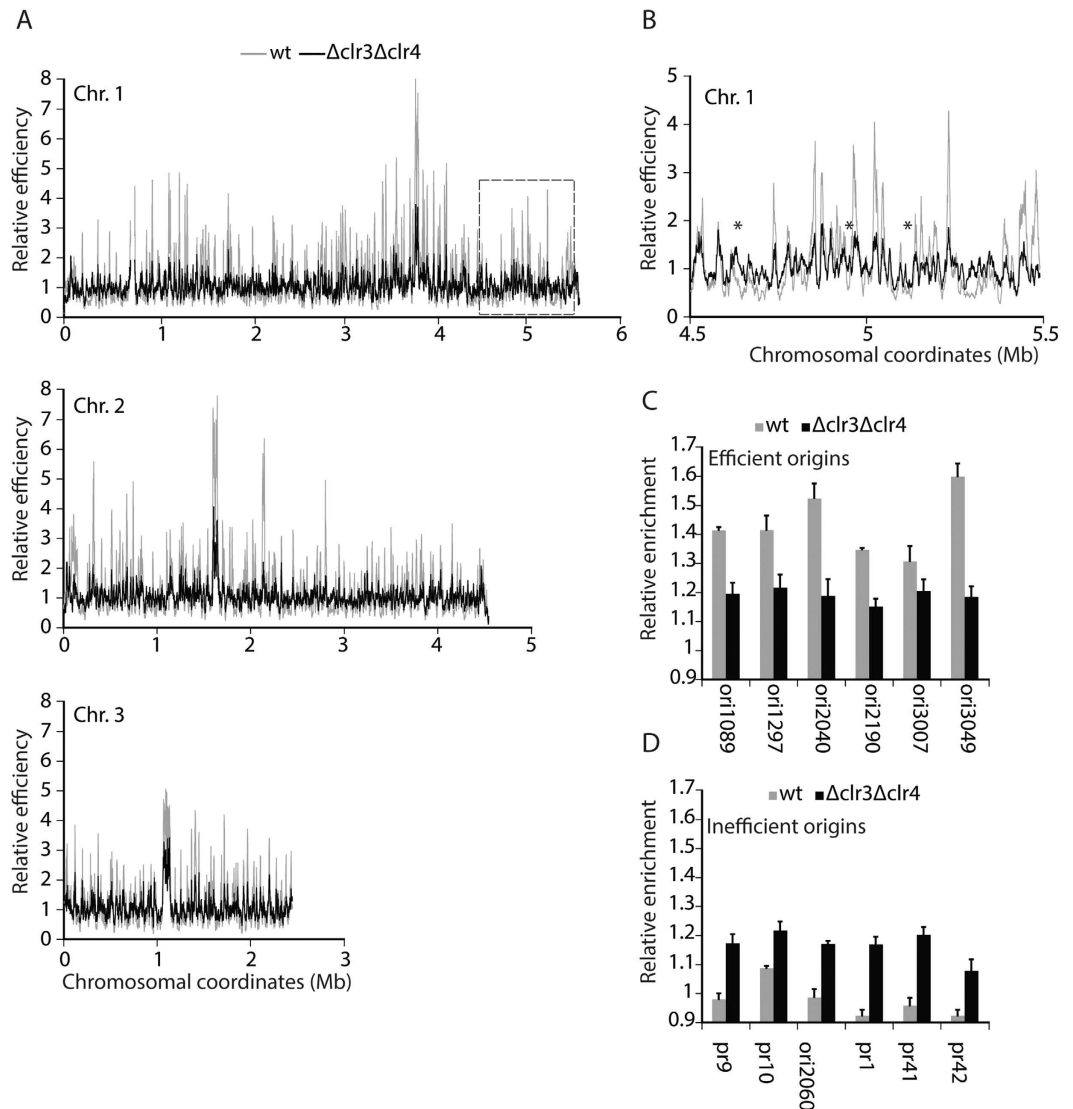 A
wt Δclr3Δclr4
Chr. 1
Relative efficiency
8
7
6
5
4
3
2
1
0
0 1 2 3 4 5 6
Chr. 2
Relative efficiency
8
7
6
5
4
3
2
1
0
0 1 2 3 4 5
Chr. 3
Relative efficiency
8
7
6
5
4
3
2
1
0
0 1 2 3
Chromosomal coordinates (Mb)
B
Chr. 1
Relative efficiency
5
4
3
2
1
0
* * *
4.5 5 5.5
Chromosomal coordinates (Mb)
C
wt Δclr3Δclr4
Efficient origins
Relative enrichment
1.7
1.6
1.5
1.4
1.3
1.2
1.1
1
0.9
ori1089
ori1297
ori2040
ori2190
ori3007
ori3049
D
wt Δclr3Δclr4
Inefficient origins
Relative enrichment
1.7
1.6
1.5
1.4
1.3
1.2
1.1
1
0.9
pr9
pr10
ori2060
pr1
pr41
pr42